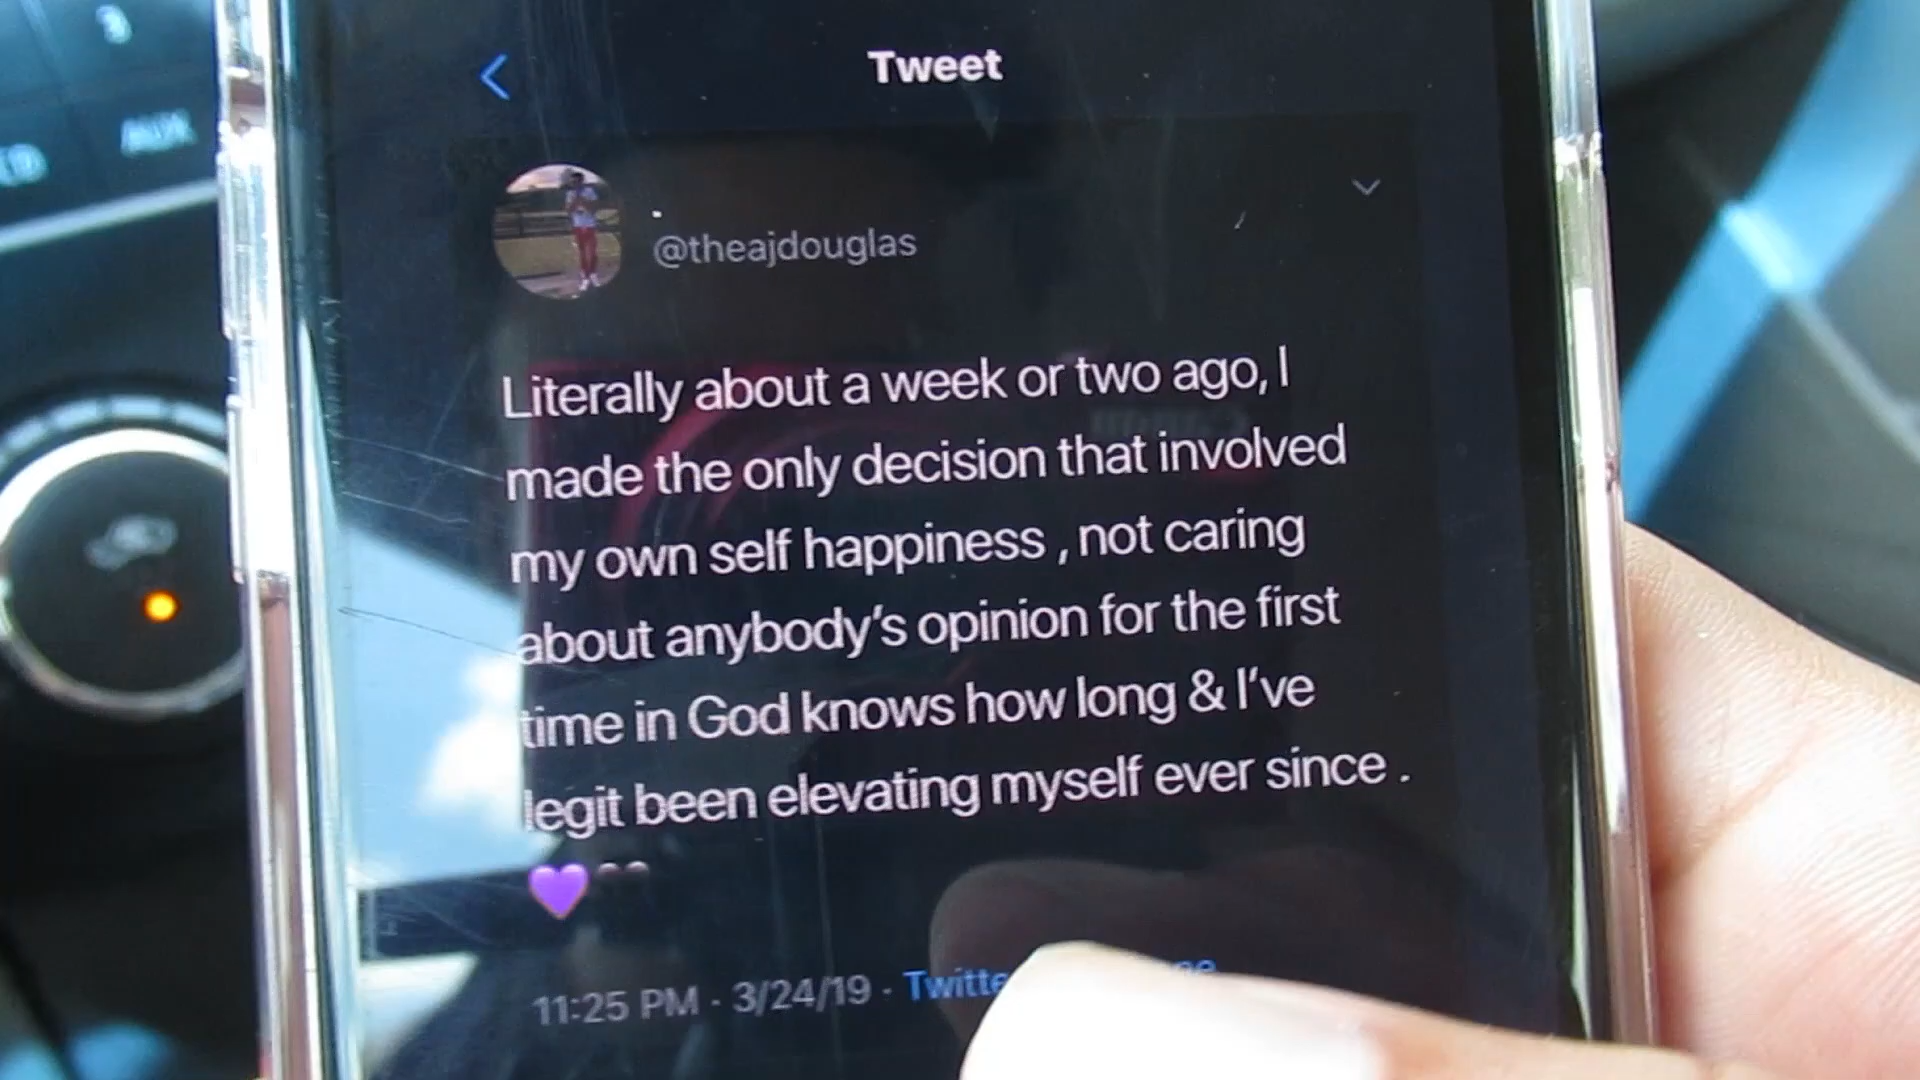 3
AUX
Tweet
@theajdouglas
Literally about a week or two ago, I
made the only decision that involved
my own self happiness , not caring
about anybody's opinion for the first
time in God knows how long & I've
legit been elevating myself ever since .
💜
11:25 PM · 3/24/19 ·